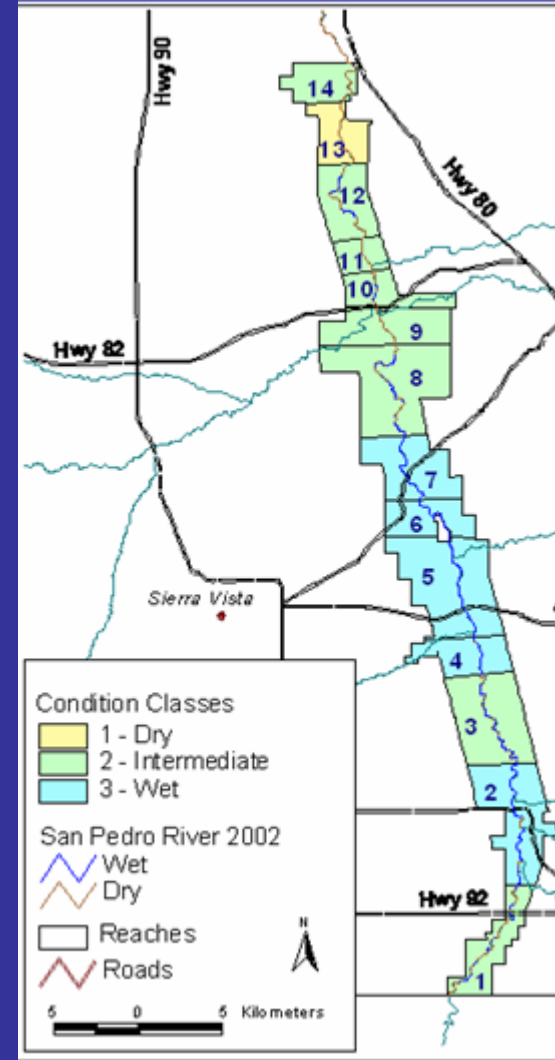 Hwy 90
14
13
Hwy 80
12
11
10
9
Hwy 82
8
7
6
5
Sierra Vista
4
3
2
Hwy 92
1
Condition Classes
1 - Dry
2 - Intermediate
3 - Wet
San Pedro River 2002
Wet
Dry
Reaches
Roads
N
5 0 5 Kilometers